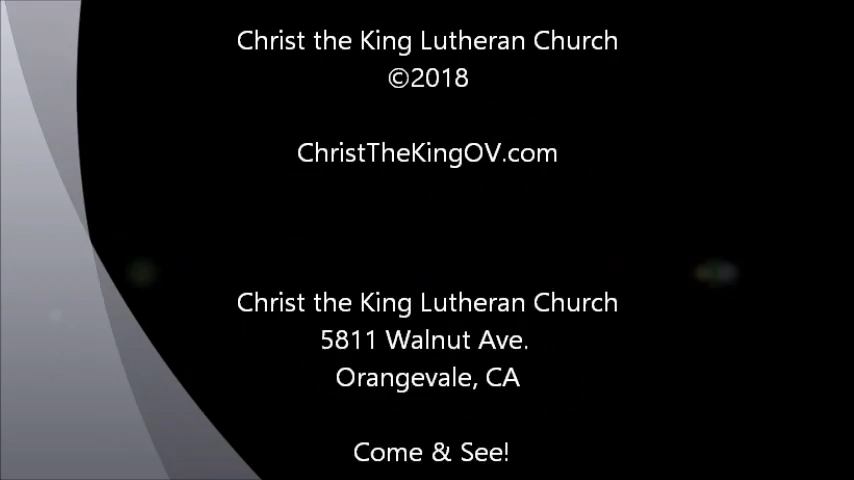 Christ the King Lutheran Church
©2018
ChristTheKingOV.com
Christ the King Lutheran Church
5811 Walnut Ave.
Orangevale, CA
Come & See!